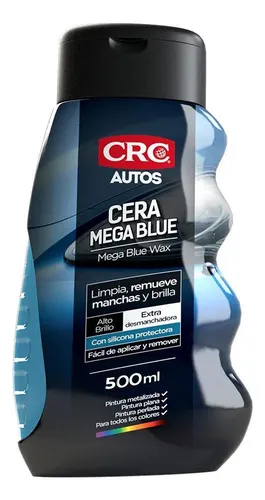 CRC
AUTOS
CERA
MEGA BLUE
Mega Blue Wax
Limpia, remueve
manchas y brilla
Alto
Brillo
Extra
desmanchadora
Con silicona protectora
Fácil de aplicar y remover
500ml
Pintura metalizada ✓
Pintura plana ✓
Pintura perlada ✓
Para todos los colores ✓